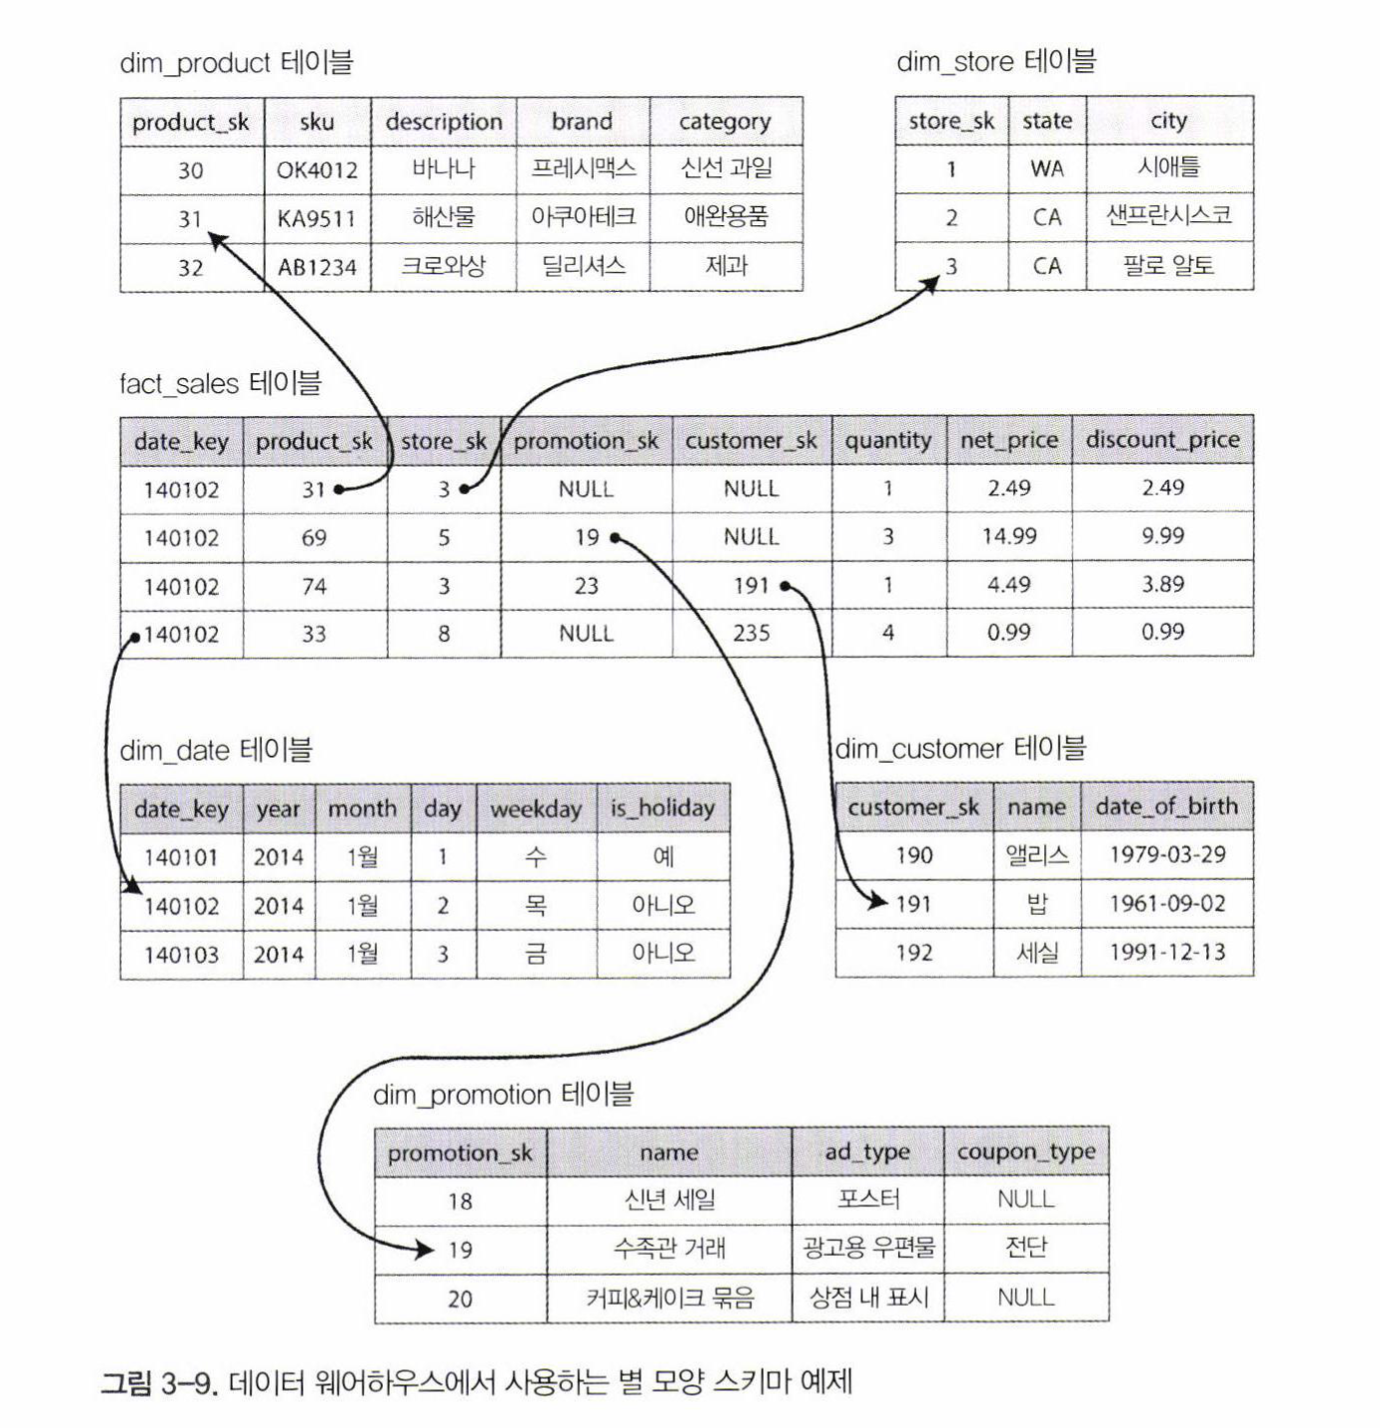 dim_product 테이블
product_sk sku description brand category
30 OK4012 바나나 프레시맥스 신선 과일
31 KA9511 해산물 아쿠아테크 애완용품
32 AB1234 크로와상 딜리셔스 제과
dim_store 테이블
store_sk state city
1 WA 시애틀
2 CA 샌프란시스코
3 CA 팔로 알토
fact_sales 테이블
date_key product_sk store_sk promotion_sk customer_sk quantity net_price discount_price
140102 31 3 NULL NULL 1 2.49 2.49
140102 69 5 19 NULL 3 14.99 9.99
140102 74 3 23 191 1 4.49 3.89
140102 33 8 NULL 235 4 0.99 0.99
dim_date 테이블
date_key year month day weekday is_holiday
140101 2014 1월 1 수 예
140102 2014 1월 2 목 아니오
140103 2014 1월 3 금 아니오
dim_customer 테이블
customer_sk name date_of_birth
190 앨리스 1979-03-29
191 밥 1961-09-02
192 세실 1991-12-13
dim_promotion 테이블
promotion_sk name ad_type coupon_type
18 신년 세일 포스터 NULL
19 수족관 거래 광고용 우편물 전단
20 커피&케이크 묶음 상점 내 표시 NULL
그림 3-9. 데이터 웨어하우스에서 사용하는 별 모양 스키마 예제